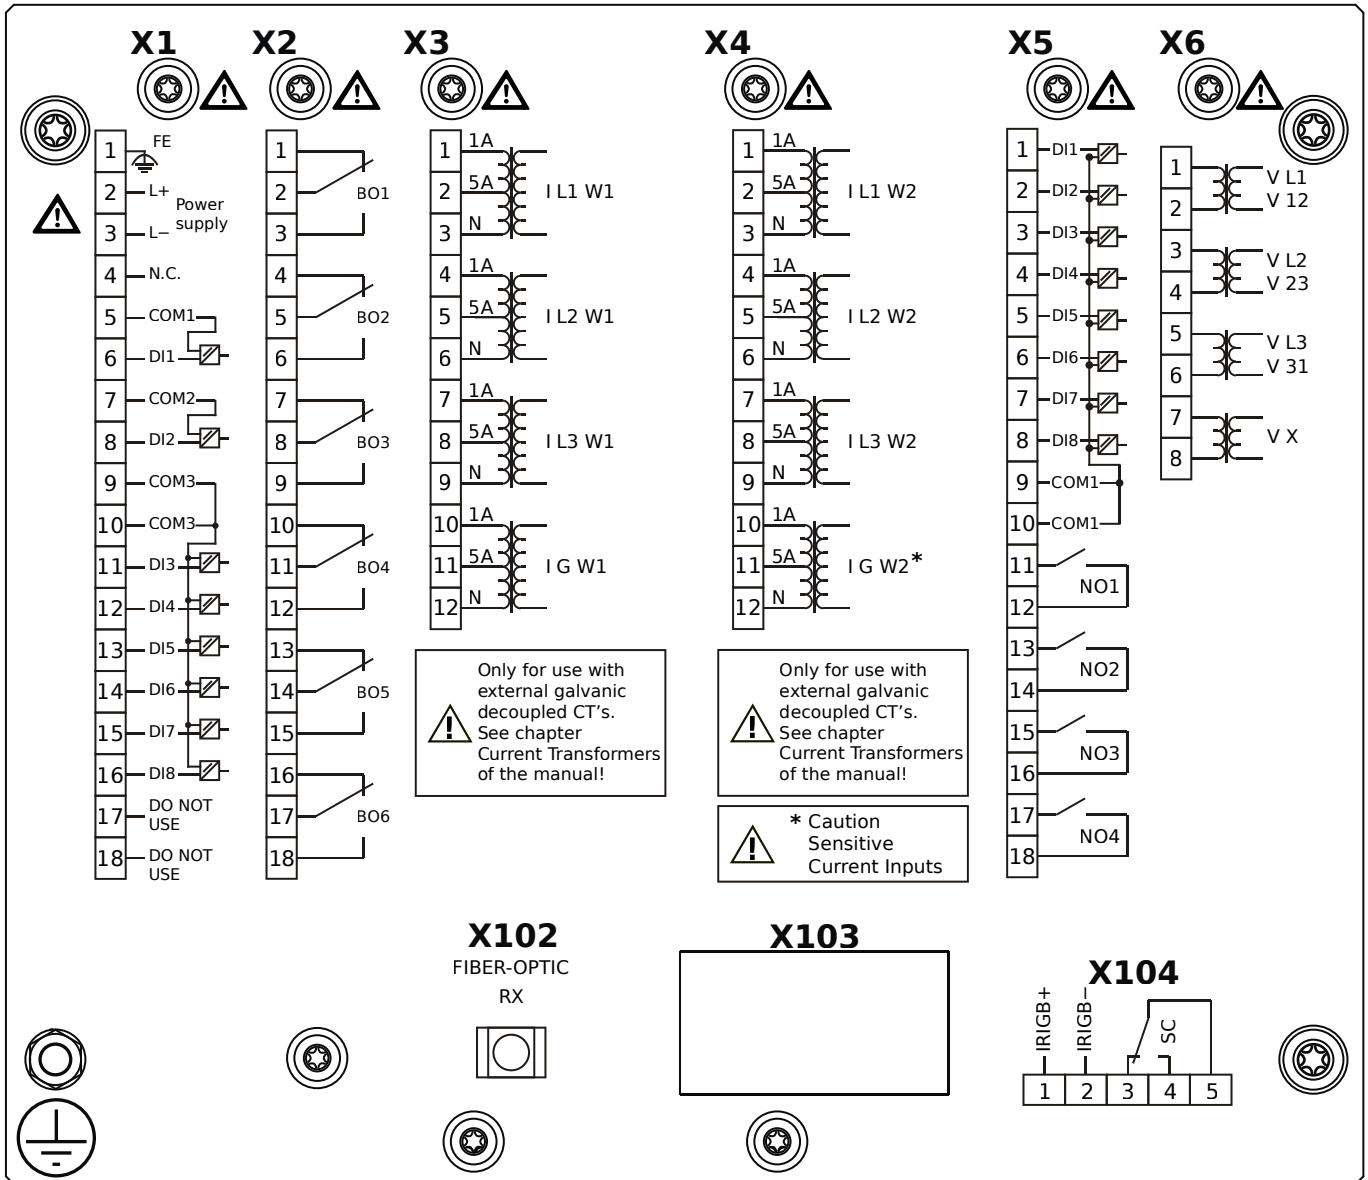 X1
X2
X3
X4
X5
X6
1 FE
2 L+
Power
supply
3 L−
4 N.C.
5 COM1
6 DI1
7 COM2
8 DI2
9 COM3
10 COM3
11 DI3
12 DI4
13 DI5
14 DI6
15 DI7
16 DI8
17 DO NOT
USE
18 DO NOT
USE
1
2 BO1
3
4
5 BO2
6
7
8 BO3
9
10
11 BO4
12
13
14 BO5
15
16
17 BO6
18
1 1A
2 5A I L1 W1
3 N
4 1A
5 5A I L2 W1
6 N
7 1A
8 5A I L3 W1
9 N
10 1A
11 5A I G W1
12 N
Only for use with
external galvanic
decoupled CT's.
See chapter
Current Transformers
of the manual!
1 1A
2 5A I L1 W2
3 N
4 1A
5 5A I L2 W2
6 N
7 1A
8 5A I L3 W2
9 N
10 1A
11 5A I G W2*
12 N
Only for use with
external galvanic
decoupled CT's.
See chapter
Current Transformers
of the manual!
* Caution
Sensitive
Current Inputs
1 DI1
2 DI2
3 DI3
4 DI4
5 DI5
6 DI6
7 DI7
8 DI8
9 COM1
10 COM1
11
NO1
12
13
NO2
14
15
NO3
16
17
NO4
18
1
V L1
V 12
2
3
V L2
V 23
4
5
V L3
V 31
6
7
V X
8
X102
FIBER-OPTIC
RX
X103
X104
IRIGB+
IRIGB−
SC
1 2 3 4 5